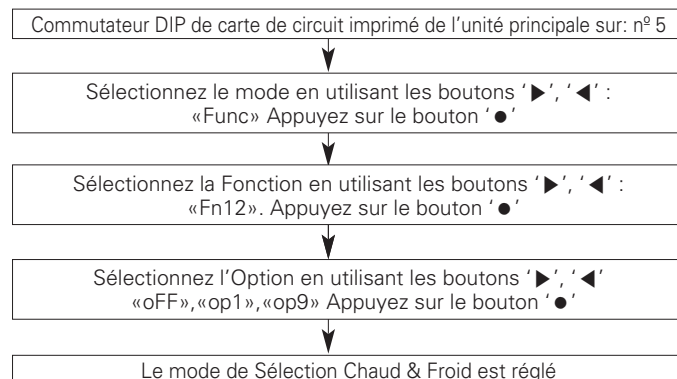 Commutateur DIP de carte de circuit imprimé de l'unité principale sur: nº 5
Sélectionnez le mode en utilisant les boutons ‘▶’, ‘◀’ :
«Func» Appuyez sur le bouton ‘●’
Sélectionnez la Fonction en utilisant les boutons ‘▶’, ‘◀’ :
«Fn12». Appuyez sur le bouton ‘●’
Sélectionnez l'Option en utilisant les boutons ‘▶’, ‘◀’
«oFF»,«op1»,«op9» Appuyez sur le bouton ‘●’
Le mode de Sélection Chaud & Froid est réglé